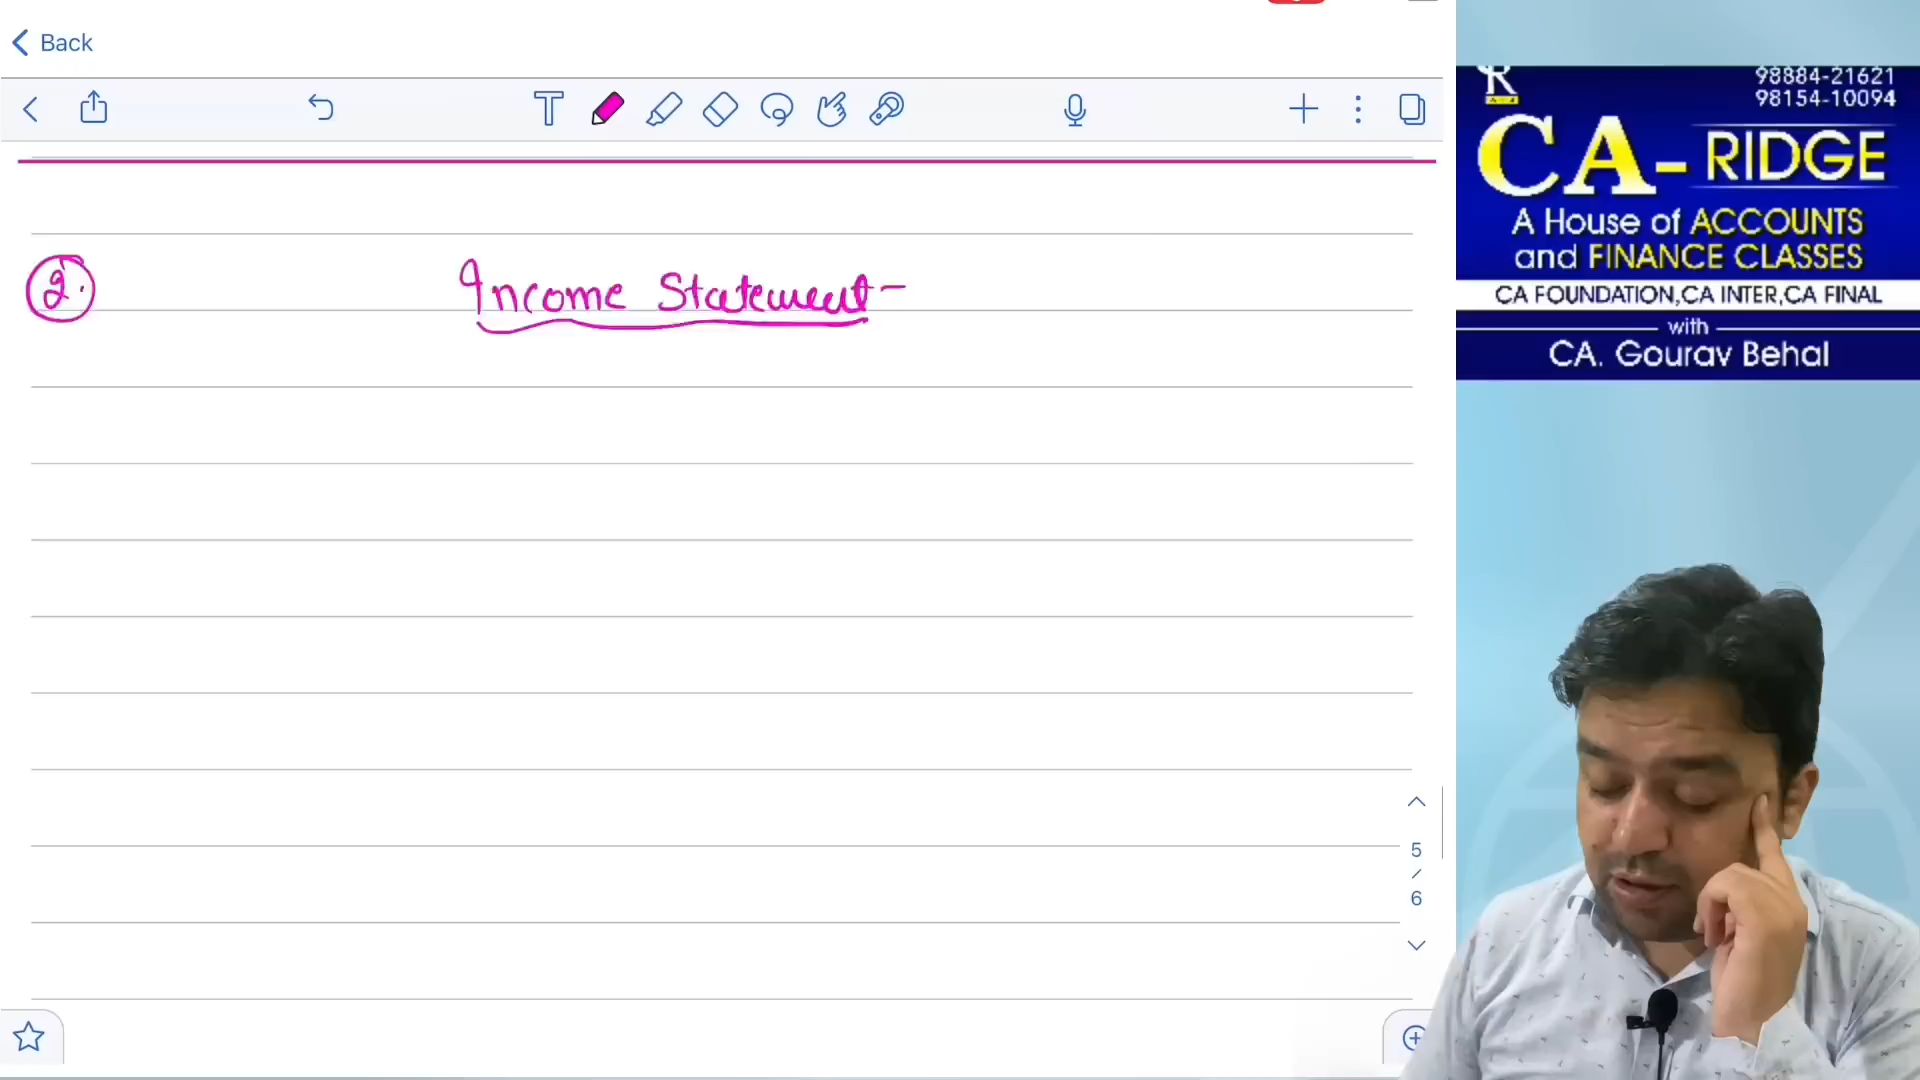 Back
2.
Income Statement-
5
/
6
R
98884-21621
98154-10094
CA-RIDGE
A House of ACCOUNTS
and FINANCE CLASSES
CA FOUNDATION,CA INTER,CA FINAL
with
CA. Gourav Behal